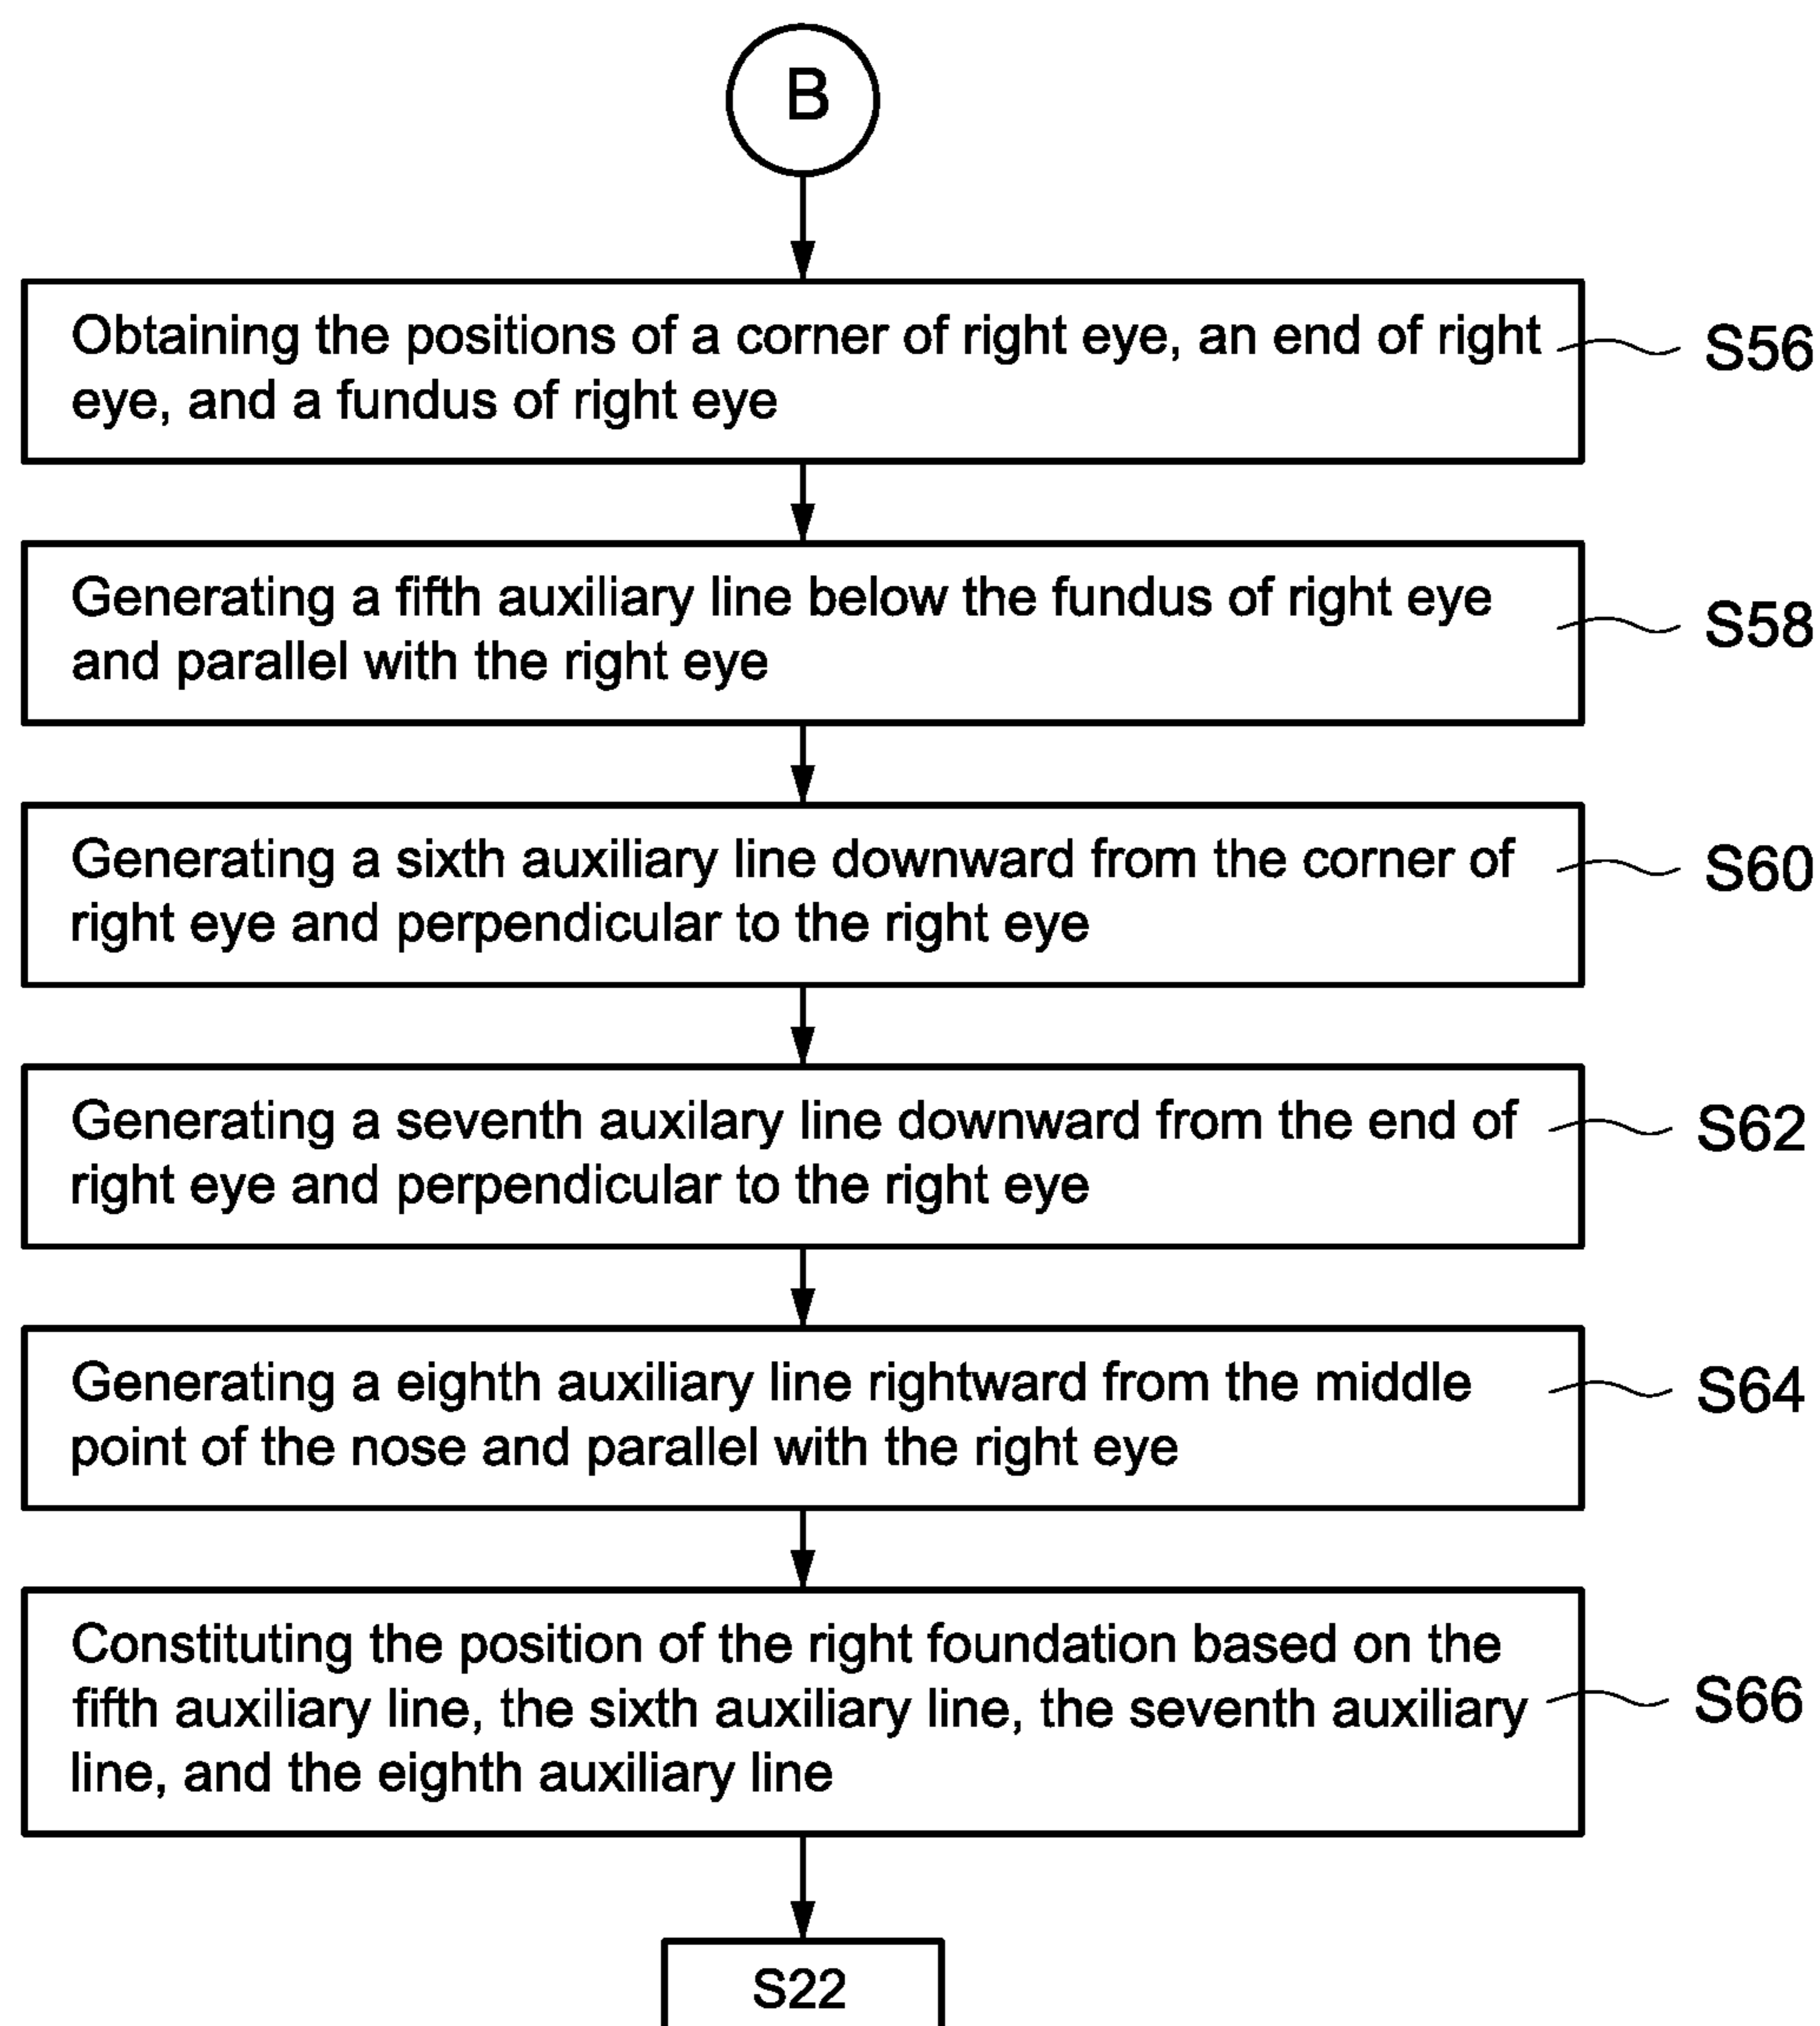 B
Obtaining the positions of a corner of right eye, an end of right
eye, and a fundus of right eye
S56
Generating a fifth auxiliary line below the fundus of right eye
and parallel with the right eye
S58
Generating a sixth auxiliary line downward from the corner of
right eye and perpendicular to the right eye
S60
Generating a seventh auxilary line downward from the end of
right eye and perpendicular to the right eye
S62
Generating a eighth auxiliary line rightward from the middle
point of the nose and parallel with the right eye
S64
Constituting the position of the right foundation based on the
fifth auxiliary line, the sixth auxiliary line, the seventh auxiliary
line, and the eighth auxiliary line
S66
S22